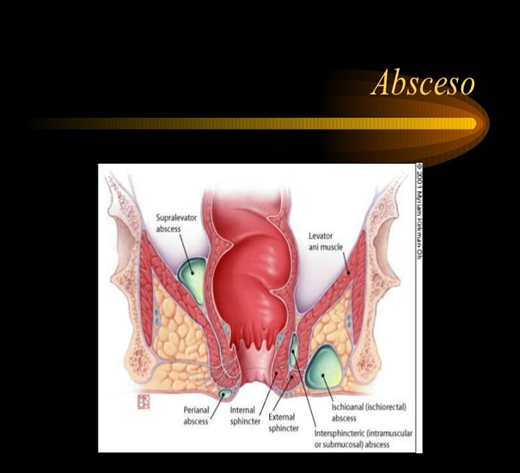 Absceso
Supralevator
abscess
Levator
ani muscle
Perianal
abscess
Internal
sphincter
External
sphincter
Ischioanal (ischiorectal)
abscess
Intersphincteric (intramuscular
or submucosal) abscess
© 2001